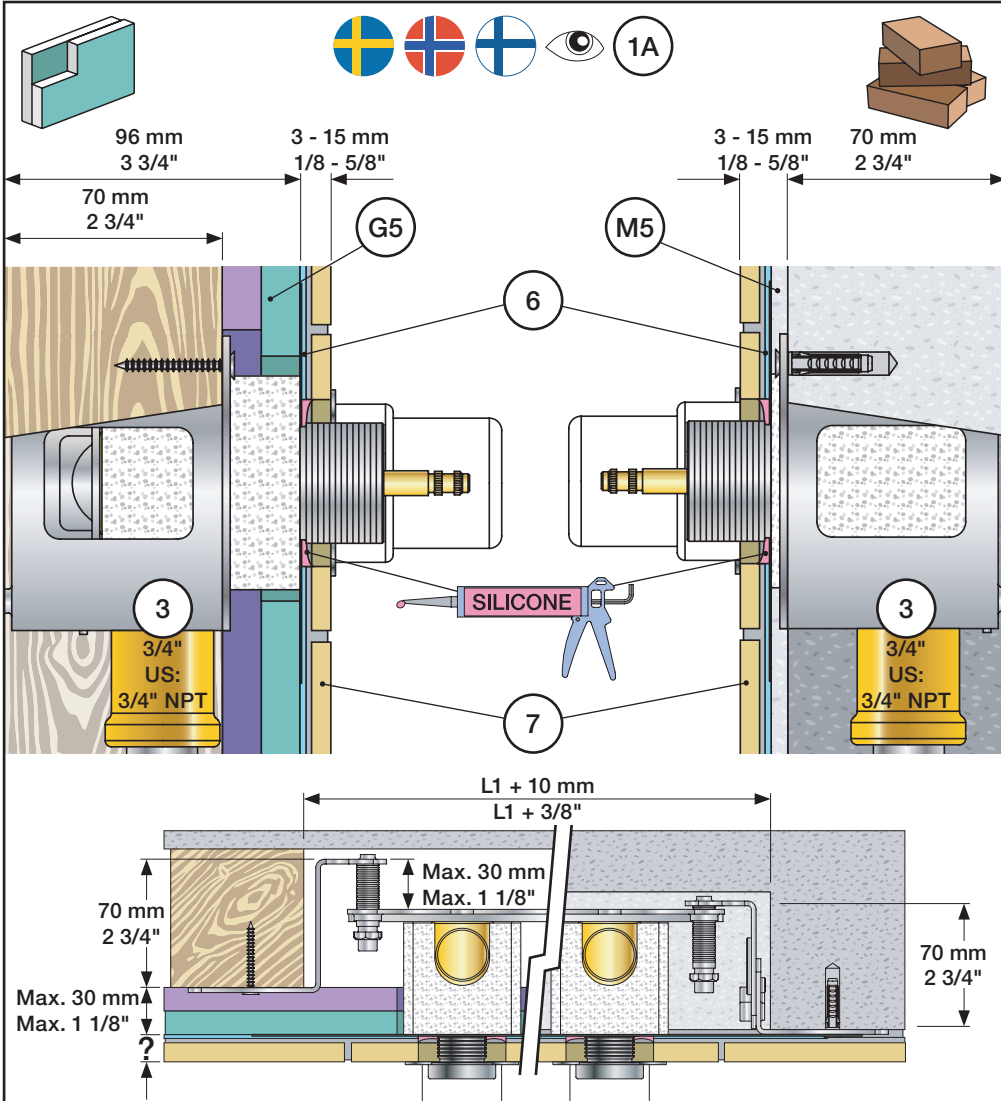 1A
96 mm
3 3/4"
3 - 15 mm
1/8 - 5/8"
3 - 15 mm
1/8 - 5/8"
70 mm
2 3/4"
70 mm
2 3/4"
G5
M5
6
SILICONE
3
3/4"
US:
3/4" NPT
3
3/4"
US:
3/4" NPT
7
L1 + 10 mm
L1 + 3/8"
Max. 30 mm
Max. 1 1/8"
70 mm
2 3/4"
70 mm
2 3/4"
Max. 30 mm
Max. 1 1/8"
?